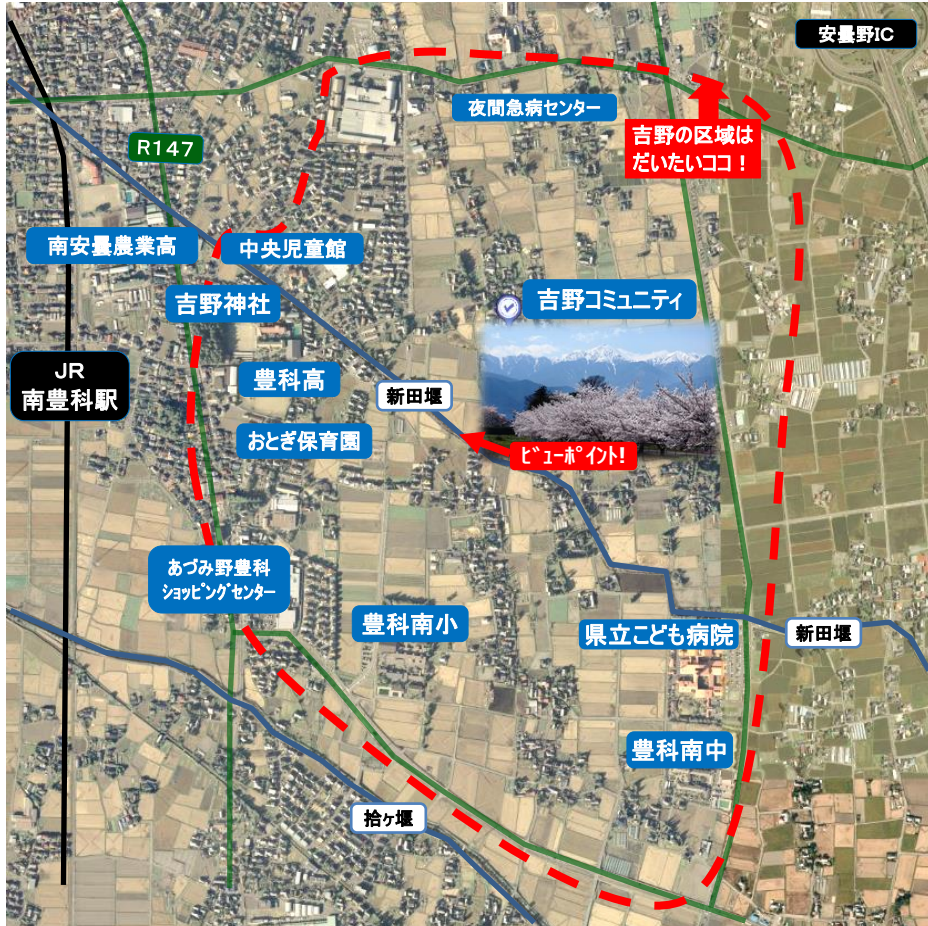 安曇野IC
夜間急病センター
吉野の区域は
だいたいココ！
R147
南安曇農業高
中央児童館
吉野神社
吉野コミュニティ
JR
南豊科駅
豊科高
新田堰
おとぎ保育園
ﾋﾞｭｰﾎﾟｲﾝﾄ!
あづみ野豊科
ｼｮｯﾋﾟﾝｸﾞｾﾝﾀｰ
豊科南小
県立こども病院
新田堰
豊科南中
拾ヶ堰